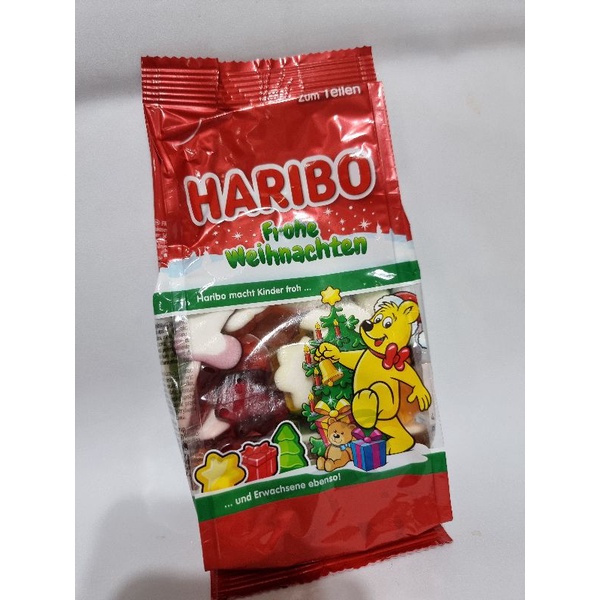 Zum Teilen
HARIBO
Frohe
Weihnachten
Haribo macht Kinder froh ...
... und Erwachsene ebenso!